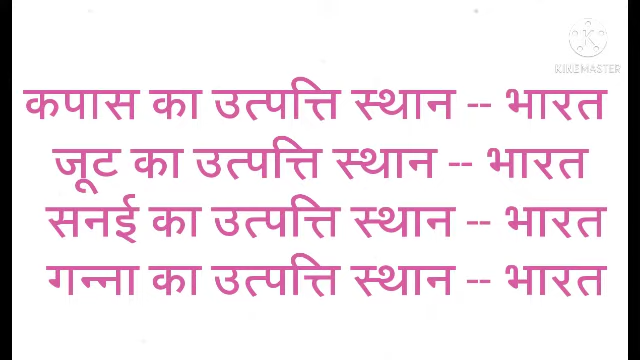 KINEMASTER
कपास का उत्पत्ति स्थान -- भारत
जूट का उत्पत्ति स्थान -- भारत
सनई का उत्पत्ति स्थान -- भारत
गन्ना का उत्पत्ति स्थान -- भारत